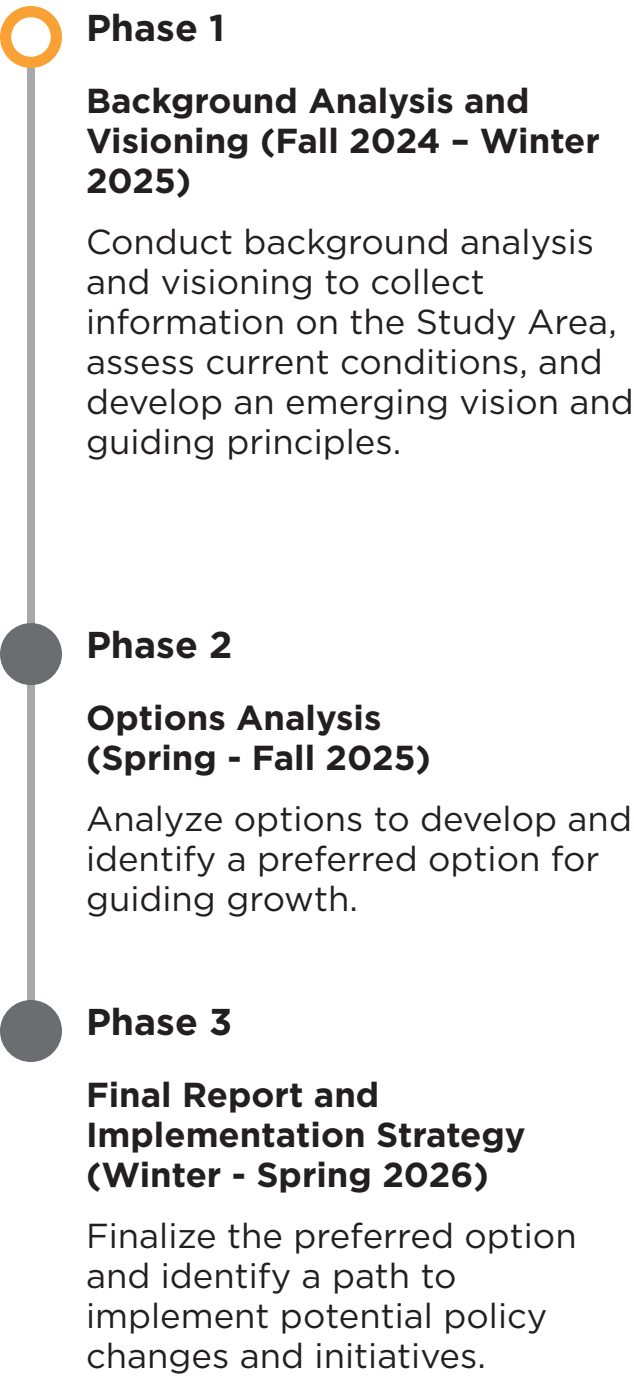 Phase 1
Background Analysis and
Visioning (Fall 2024 – Winter
2025)
Conduct background analysis
and visioning to collect
information on the Study Area,
assess current conditions, and
develop an emerging vision and
guiding principles.
Phase 2
Options Analysis
(Spring - Fall 2025)
Analyze options to develop and
identify a preferred option for
guiding growth.
Phase 3
Final Report and
Implementation Strategy
(Winter - Spring 2026)
Finalize the preferred option
and identify a path to
implement potential policy
changes and initiatives.